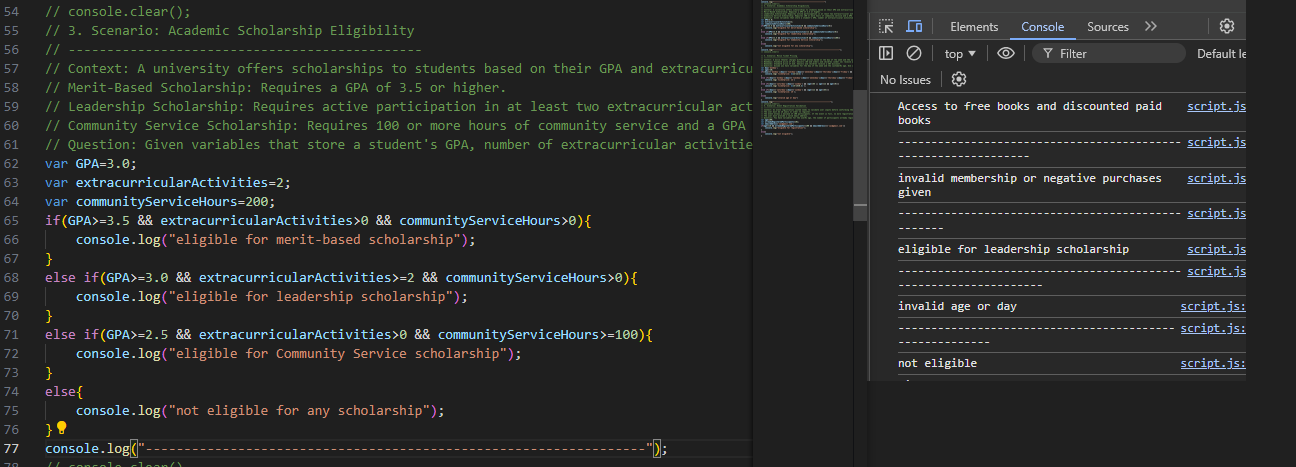 54 // console.clear();
55 // 3. Scenario: Academic Scholarship Eligibility
56 // ----------------------------------------------
57 // Context: A university offers scholarships to students based on their GPA and extracurricu
58 // Merit-Based Scholarship: Requires a GPA of 3.5 or higher.
59 // Leadership Scholarship: Requires active participation in at least two extracurricular act
60 // Community Service Scholarship: Requires 100 or more hours of community service and a GPA
61 // Question: Given variables that store a student's GPA, number of extracurricular activitie
62 var GPA=3.0;
63 var extracurricularActivities=2;
64 var communityServiceHours=200;
65 if(GPA>=3.5 && extracurricularActivities>0 && communityServiceHours>0){
66 console.log("eligible for merit-based scholarship");
67 }
68 else if(GPA>=3.0 && extracurricularActivities>=2 && communityServiceHours>0){
69 console.log("eligible for leadership scholarship");
70 }
71 else if(GPA>=2.5 && extracurricularActivities>0 && communityServiceHours>=100){
72 console.log("eligible for Community Service scholarship");
73 }
74 else{
75 console.log("not eligible for any scholarship");
76 }
77 console.log("-----------------------------------------------------------------");
78 // console.clear()
Elements Console Sources
top Filter Default le
No Issues
Access to free books and discounted paid script.js
books
------------------------------------------ script.js
-------------------
invalid membership or negative purchases script.js
given
------------------------------------------ script.js
-------
eligible for leadership scholarship script.js
------------------------------------------ script.js
---------------------
invalid age or day script.js:
----------------------------------------- script.js:
--------------
not eligible script.js: